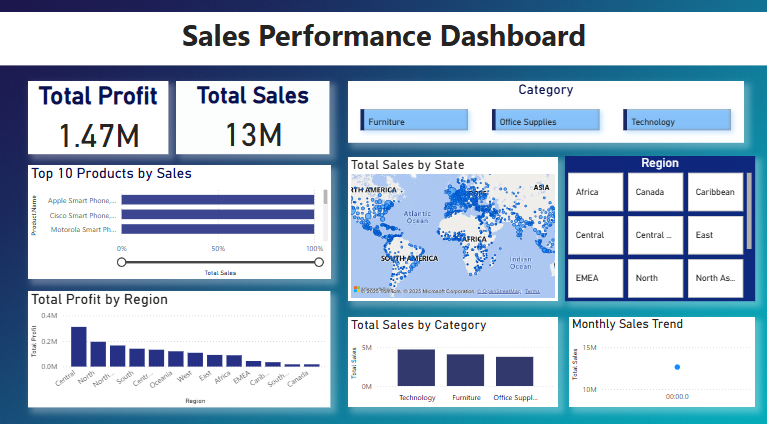 Sales Performance Dashboard
Total Profit
1.47M
Total Sales
13M
Category
Furniture
Office Supplies
Technology
Top 10 Products by Sales
Product Name
Apple Smart Phone,...
Cisco Smart Phone,...
Motorola Smart Ph...
0%
50%
100%
Total Sales
Total Sales by State
TH AMERICA
EUROPE
ASIA
Atlantic
Ocean
AFRICA
SOUTH AMERICA
Indian
Ocean
© 2025 TomTom, © 2025 Microsoft Corporation, © OpenStreetMap, Terms
Region
Africa
Canada
Caribbean
Central
Central ...
East
EMEA
North
North As...
Total Profit by Region
Total Profit
0.4M
0.2M
0.0M
Central
North
North...
South
Centr...
Oceania
West
East
Africa
EMEA
Carib...
South...
Canada
Region
Total Sales by Category
Total Sales
5M
0M
Technology
Furniture
Office Suppl...
Monthly Sales Trend
Total Sales
15M
10M
00:00.0